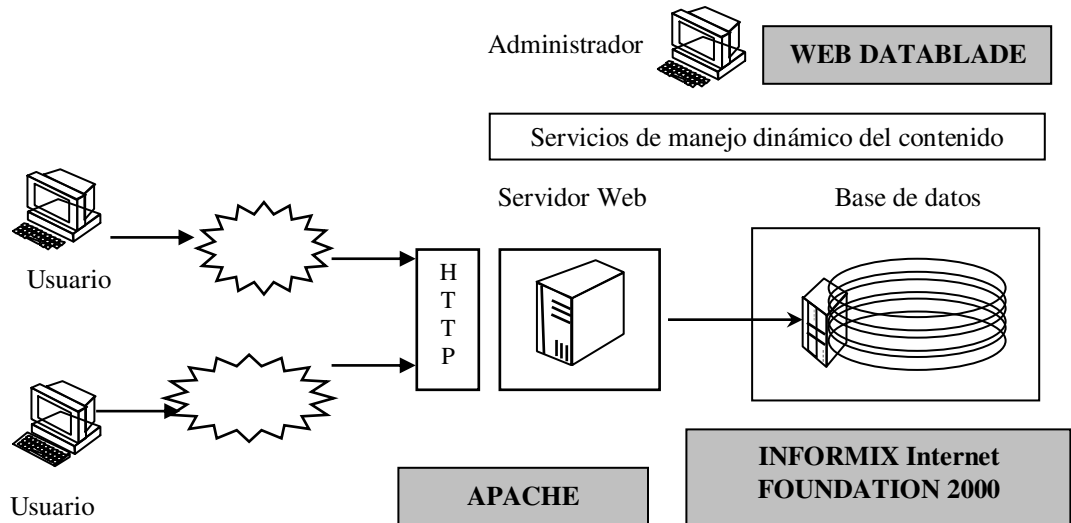 Administrador
WEB DATABLADE
Servicios de manejo dinámico del contenido
Servidor Web
Base de datos
Usuario
H
T
T
P
Usuario
APACHE
INFORMIX Internet
FOUNDATION 2000